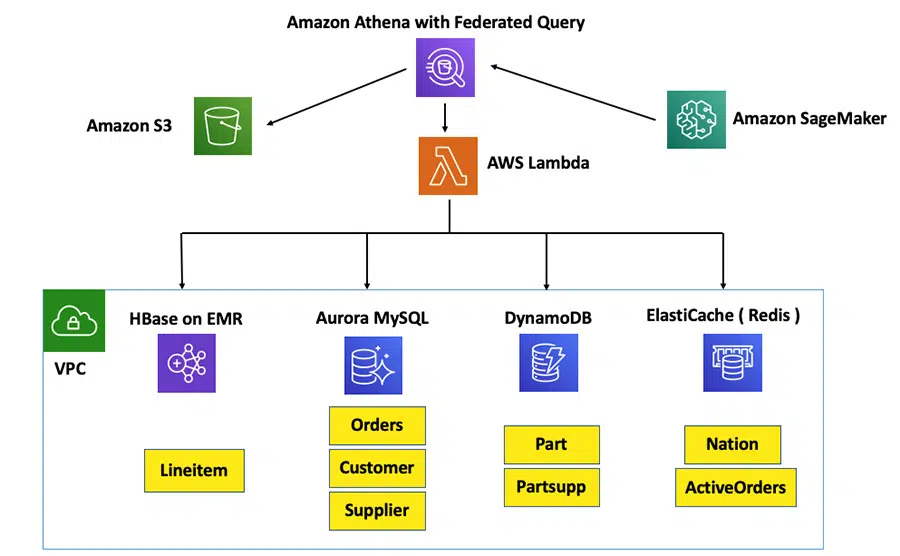 Amazon Athena with Federated Query
Amazon S3
Amazon SageMaker
AWS Lambda
VPC
HBase on EMR
Aurora MySQL
DynamoDB
ElastiCache ( Redis )
Lineitem
Orders
Customer
Supplier
Part
Partsupp
Nation
ActiveOrders